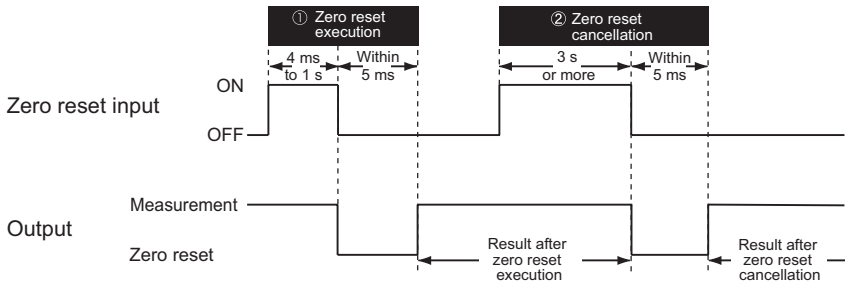 ① Zero reset
execution
② Zero reset
cancellation
4 ms
to 1 s
Within
5 ms
3 s
or more
Within
5 ms
Zero reset input
ON
OFF
Output
Measurement
Zero reset
Result after
zero reset
execution
Result after
zero reset
cancellation